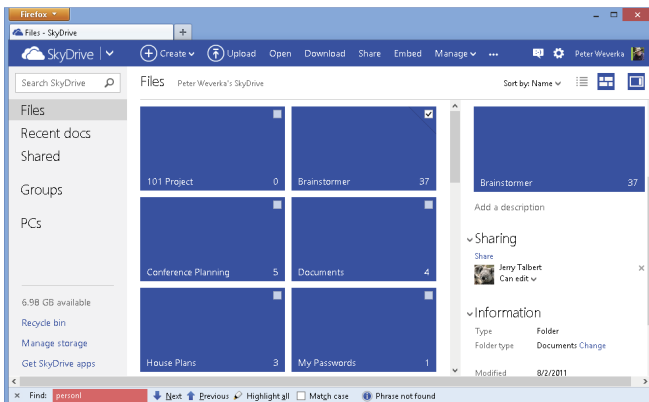 Firefox
Files - SkyDrive
+
SkyDrive Create Upload Open Download Share Embed Manage ••• Peter Weverka
Search SkyDrive
Files Peter Weverka's SkyDrive Sort by: Name
Files
Recent docs
Shared
Groups
PCs
6.98 GB available
Recycle bin
Manage storage
Get SkyDrive apps
101 Project 0
Brainstormer 37
Conference Planning 5
Documents 4
House Plans 3
My Passwords 1
Brainstormer 37
Add a description
Sharing
Share
Jerry Talbert
Can edit
Information
Type Folder
Folder type Documents Change
Modified 8/2/2011
× Find: personl Next Previous Highlight all Match case Phrase not found